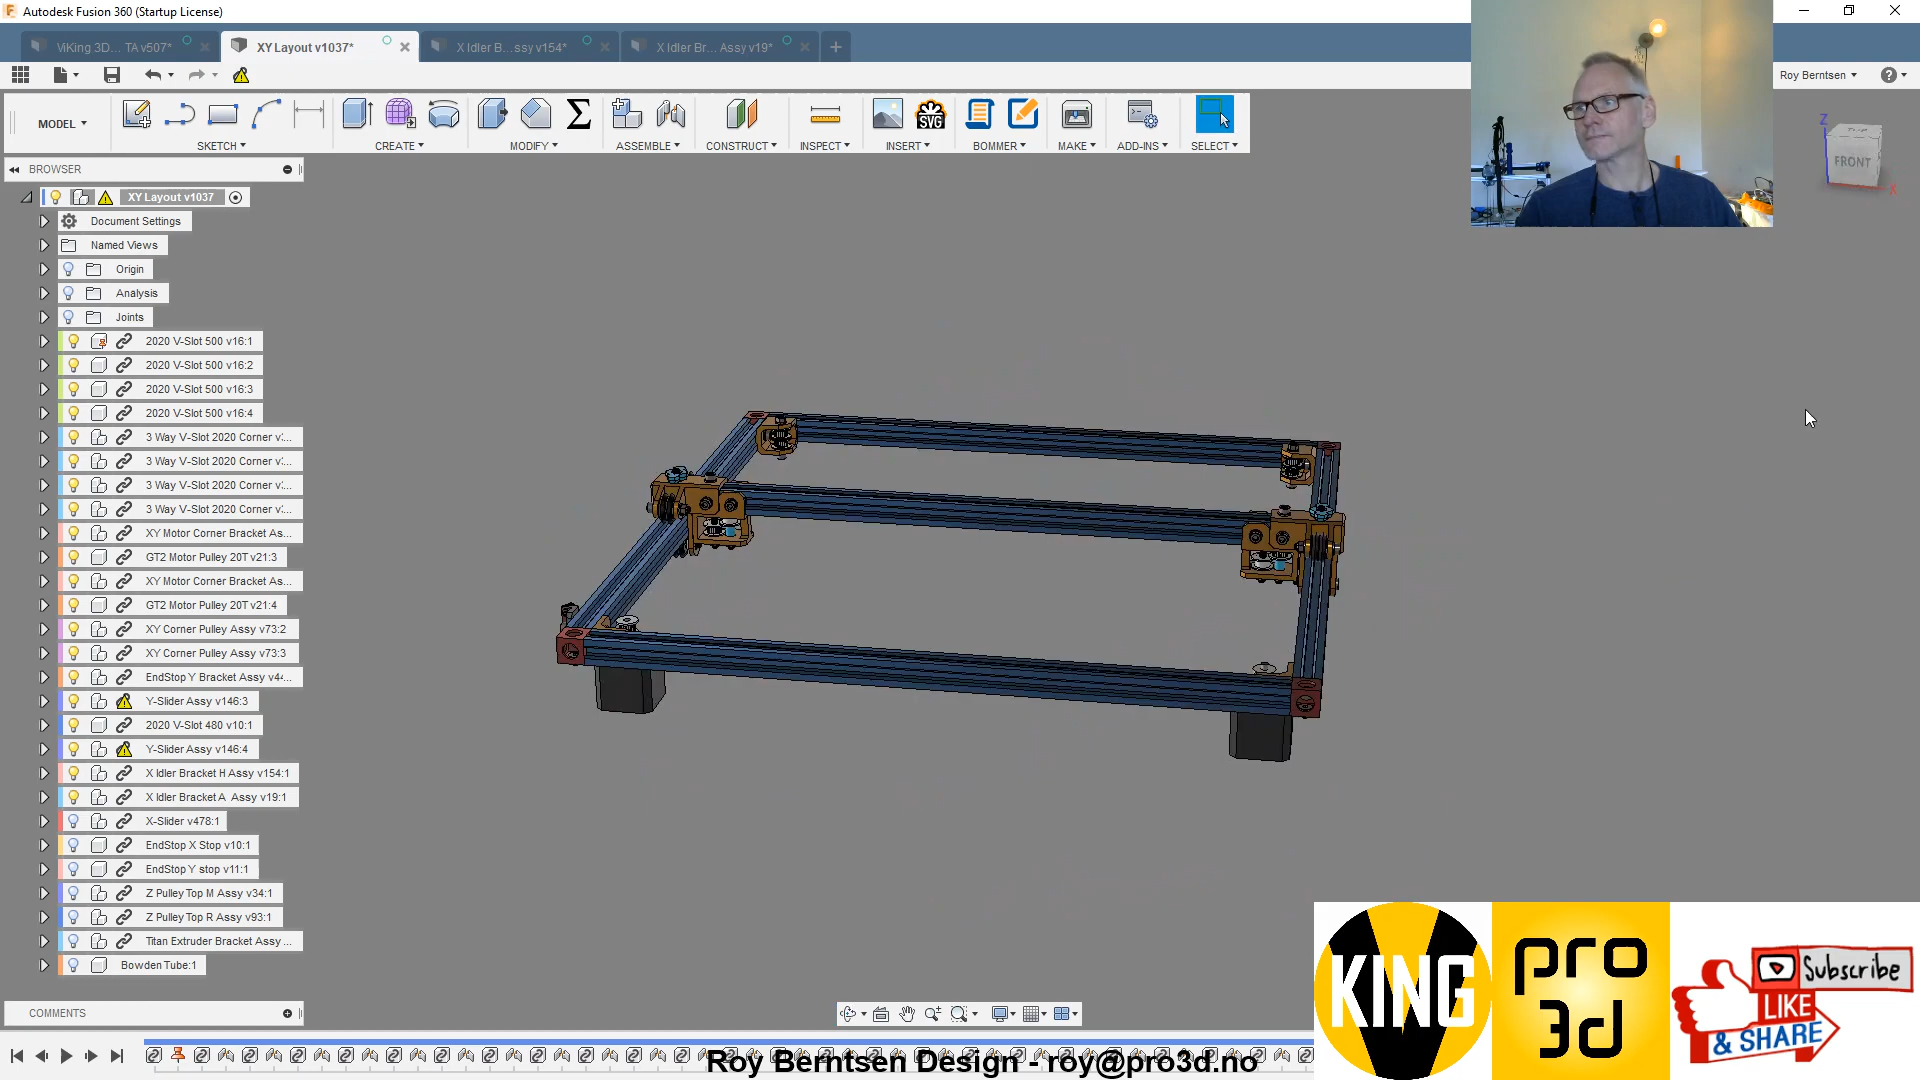 Autodesk Fusion 360 (Startup License)
ViKing 3D... TA v507*
XY Layout v1037*
X Idler B...ssy v154*
X Idler Br... Assy v19*
Roy Berntsen
MODEL
SKETCH
CREATE
MODIFY
ASSEMBLE
CONSTRUCT
INSPECT
INSERT
SVG
BOMMER
MAKE
ADD-INS
SELECT
Z
TOP
FRONT
X
BROWSER
XY Layout v1037
Document Settings
Named Views
Origin
Analysis
Joints
2020 V-Slot 500 v16:1
2020 V-Slot 500 v16:2
2020 V-Slot 500 v16:3
2020 V-Slot 500 v16:4
3 Way V-Slot 2020 Corner v:...
3 Way V-Slot 2020 Corner v:...
3 Way V-Slot 2020 Corner v:...
3 Way V-Slot 2020 Corner v:...
XY Motor Corner Bracket As...
GT2 Motor Pulley 20T v21:3
XY Motor Corner Bracket As...
GT2 Motor Pulley 20T v21:4
XY Corner Pulley Assy v73:2
XY Corner Pulley Assy v73:3
EndStop Y Bracket Assy v4...
Y-Slider Assy v146:3
2020 V-Slot 480 v10:1
Y-Slider Assy v146:4
X Idler Bracket H Assy v154:1
X Idler Bracket A Assy v19:1
X-Slider v478:1
EndStop X Stop v10:1
EndStop Y stop v11:1
Z Pulley Top M Assy v34:1
Z Pulley Top R Assy v93:1
Titan Extruder Bracket Assy ...
Bowden Tube:1
COMMENTS
KING
pro
3d
Subscribe
LIKE
& SHARE
Roy Berntsen Design - roy@pro3d.no